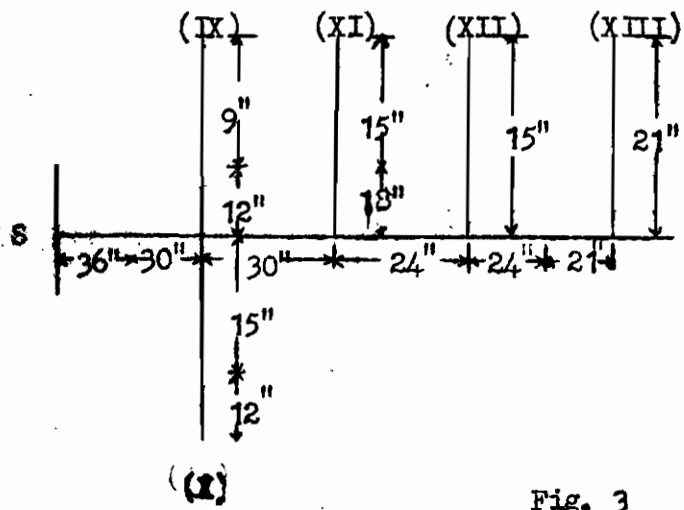 (IX) (XI) (XII) (XIII)
9" 15" 15" 21"
12" 18"
S
36" 30" 30" 24" 24" 21"
15"
12"
(X)
Fig. 3